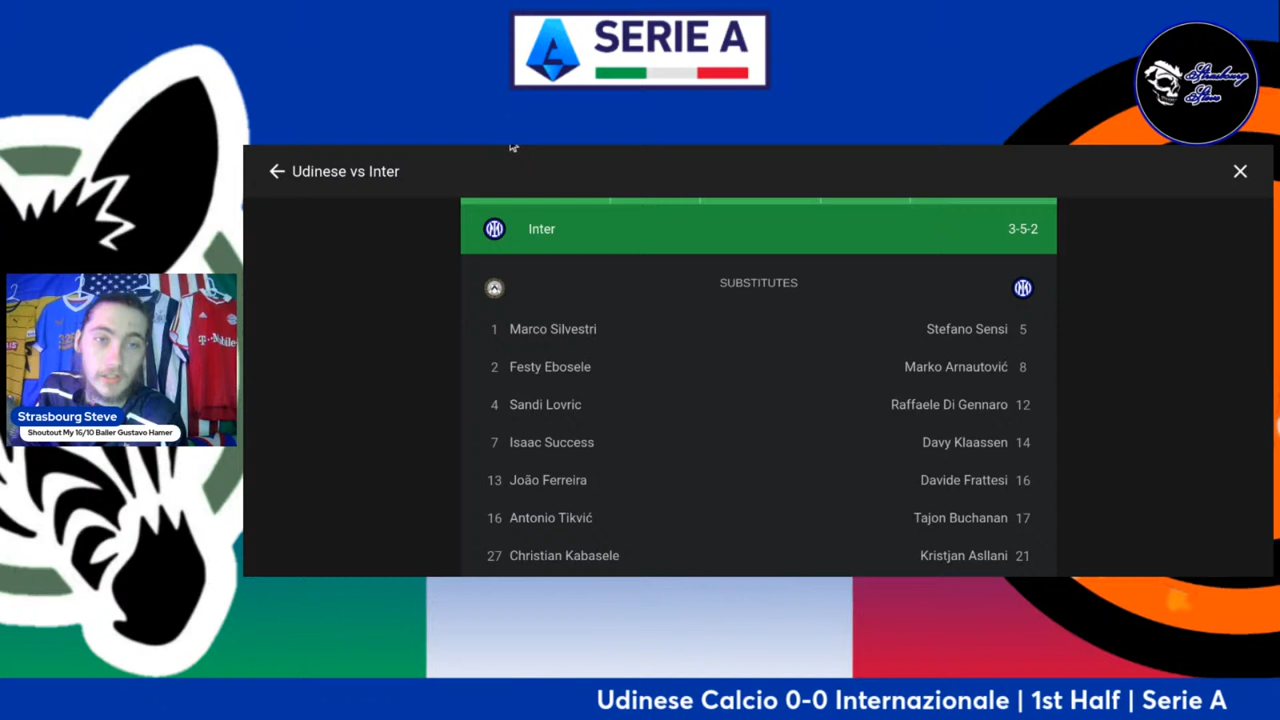 SERIE A
Strasbourg
Steve
Udinese vs Inter
Inter 3-5-2
SUBSTITUTES
1 Marco Silvestri Stefano Sensi 5
2 Festy Ebosele Marko Arnautović 8
4 Sandi Lovric Raffaele Di Gennaro 12
7 Isaac Success Davy Klaassen 14
13 João Ferreira Davide Frattesi 16
16 Antonio Tikvić Tajon Buchanan 17
27 Christian Kabasele Kristjan Asllani 21
T-Mobile
Strasbourg Steve
Shoutout My 16/10 Baller Gustavo Hamer
Udinese Calcio 0-0 Internazionale | 1st Half | Serie A